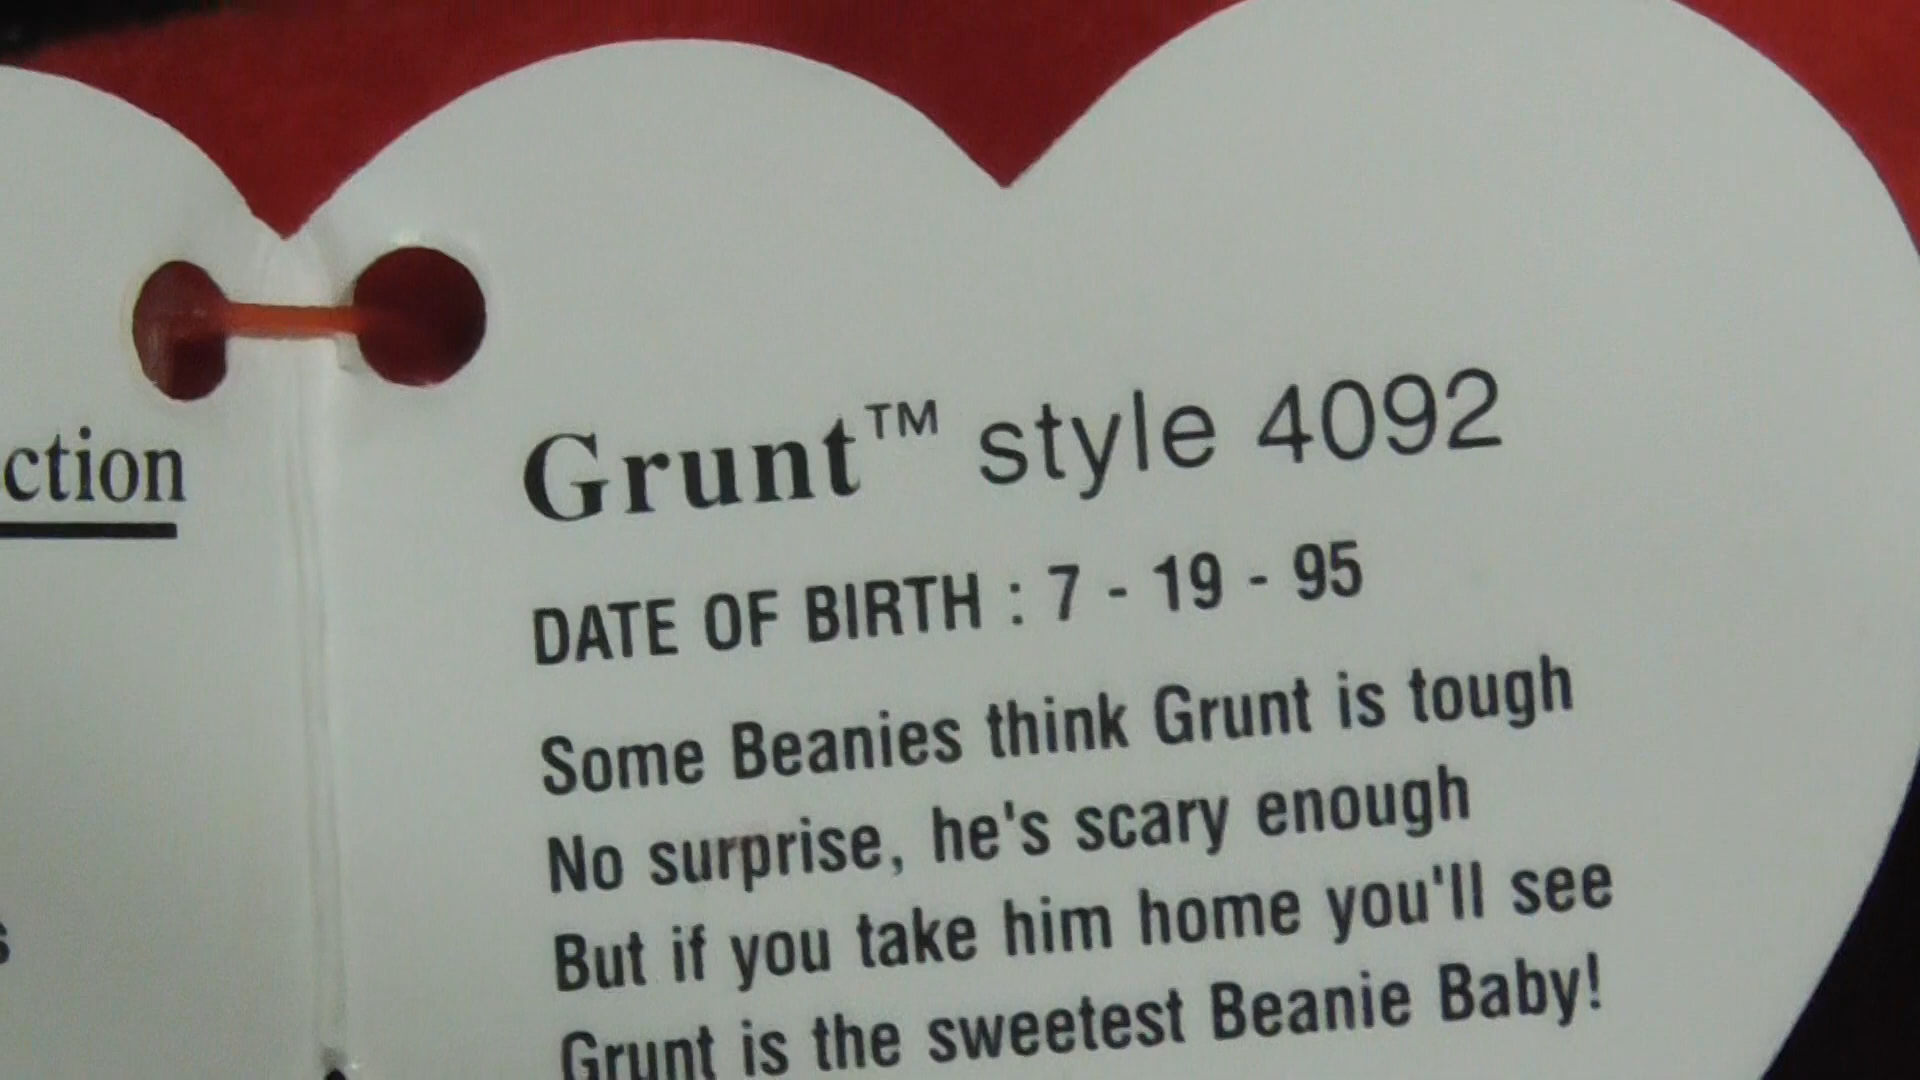 ction
Grunt™ style 4092
DATE OF BIRTH : 7 - 19 - 95
Some Beanies think Grunt is tough
No surprise, he's scary enough
But if you take him home you'll see
Grunt is the sweetest Beanie Baby!
s